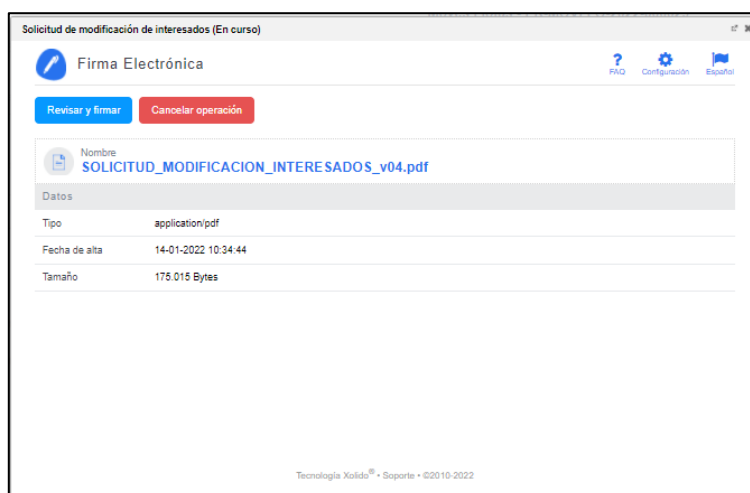 Solicitud de modificación de interesados (En curso)
Firma Electrónica
?
FAQ
Configuración
Español
Revisar y firmar
Cancelar operación
Nombre
SOLICITUD_MODIFICACION_INTERESADOS_v04.pdf
Datos
Tipo application/pdf
Fecha de alta 14-01-2022 10:34:44
Tamaño 175.015 Bytes
Tecnología Xolido® • Soporte • ©2010-2022